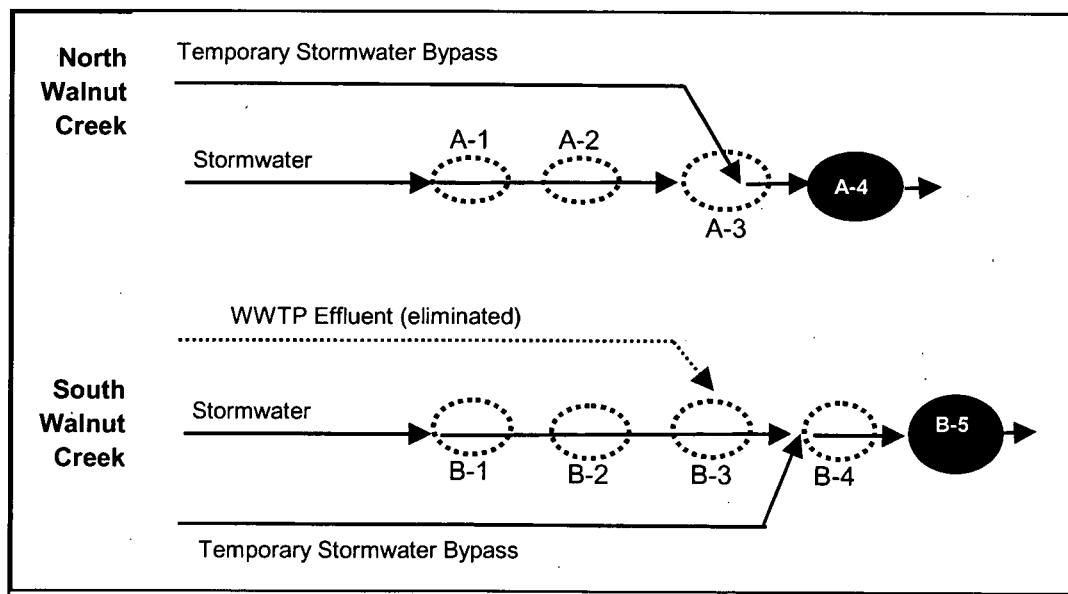 North
Walnut
Creek
Temporary Stormwater Bypass
Stormwater
A-1
A-2
A-3
A-4
WWTP Effluent (eliminated)
South
Walnut
Creek
Stormwater
B-1
B-2
B-3
B-4
B-5
Temporary Stormwater Bypass